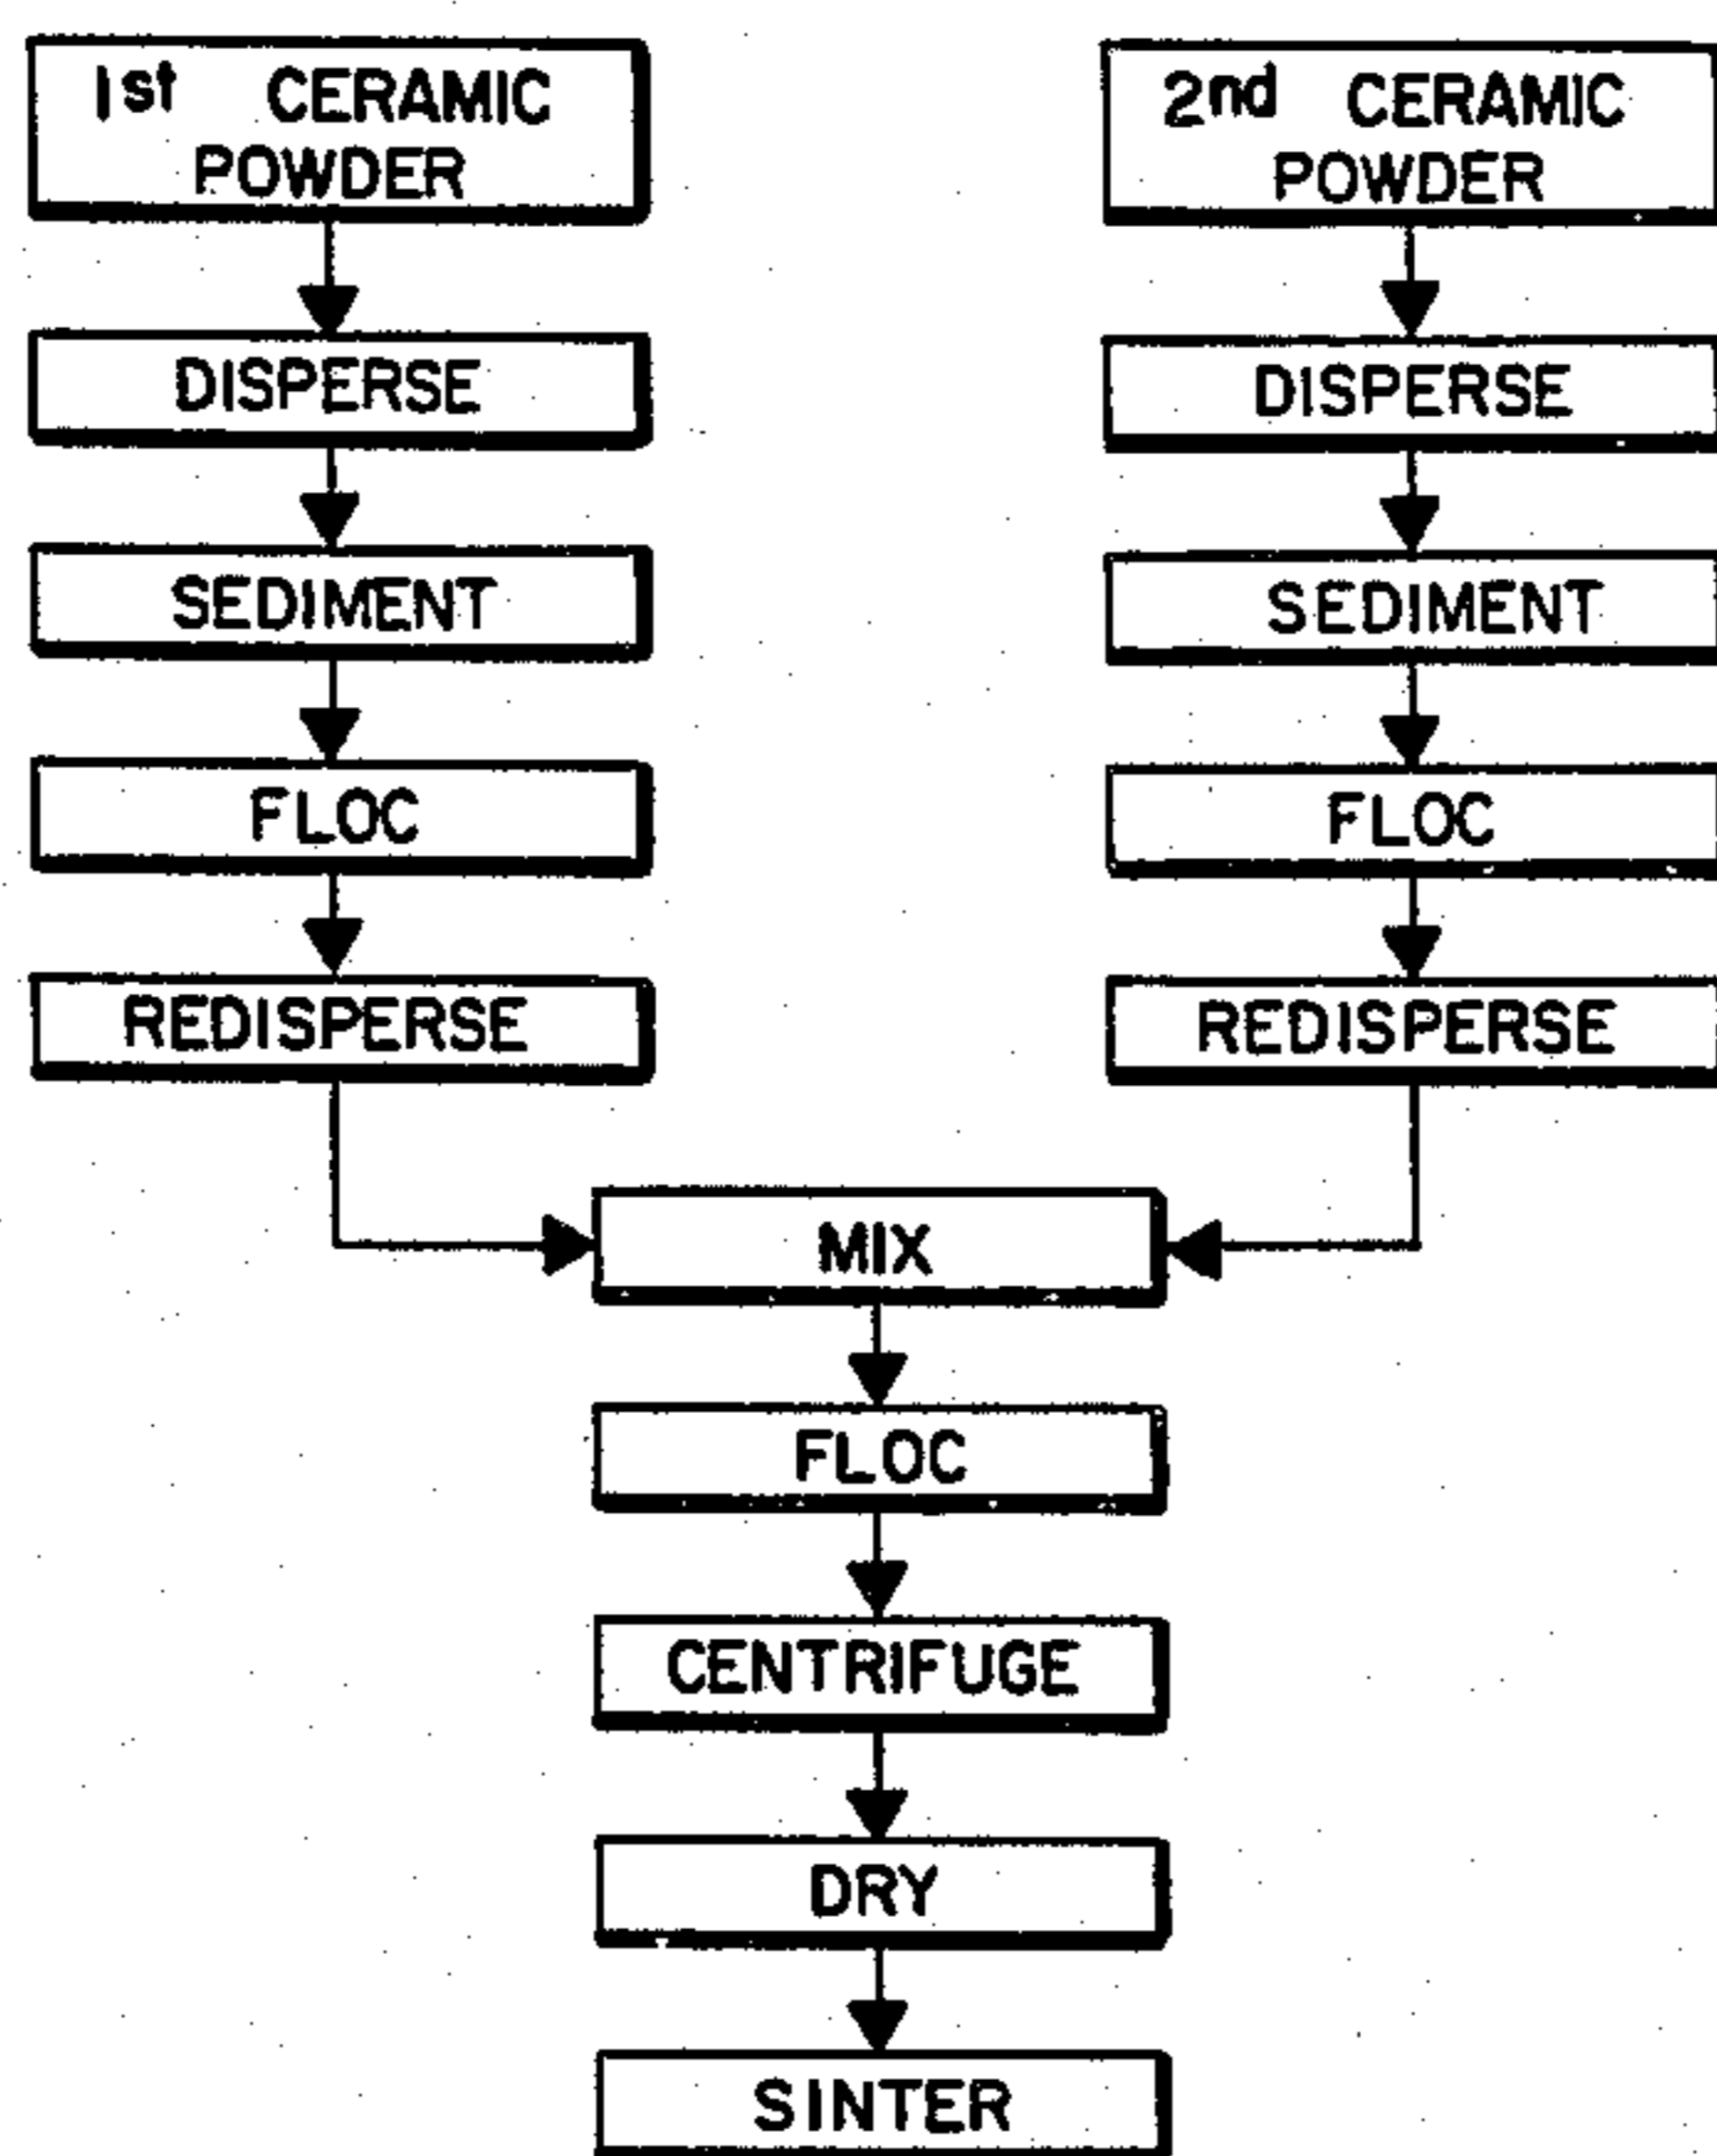 1st CERAMIC
POWDER
DISPERSE
SEDIMENT
FLOC
REDISPERSE
2nd CERAMIC
POWDER
DISPERSE
SEDIMENT
FLOC
REDISPERSE
MIX
FLOC
CENTRIFUGE
DRY
SINTER